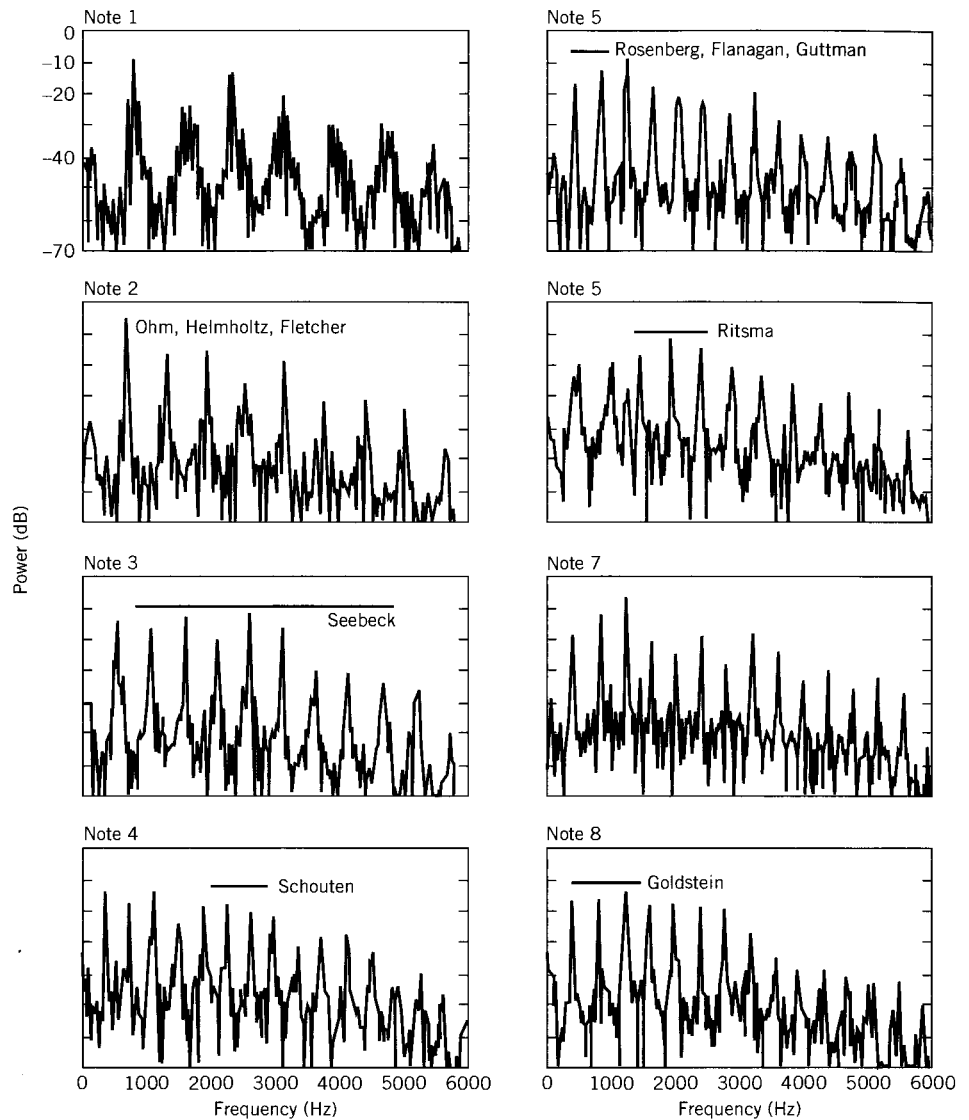 Note 1
0
−10
−20
−40
−60
−70
Note 2
Ohm, Helmholtz, Fletcher
Power (dB)
Note 3
Seebeck
Note 4
Schouten
0 1000 2000 3000 4000 5000 6000
Frequency (Hz)
Note 5
Rosenberg, Flanagan, Guttman
Note 5
Ritsma
Note 7
Note 8
Goldstein
0 1000 2000 3000 4000 5000 6000
Frequency (Hz)